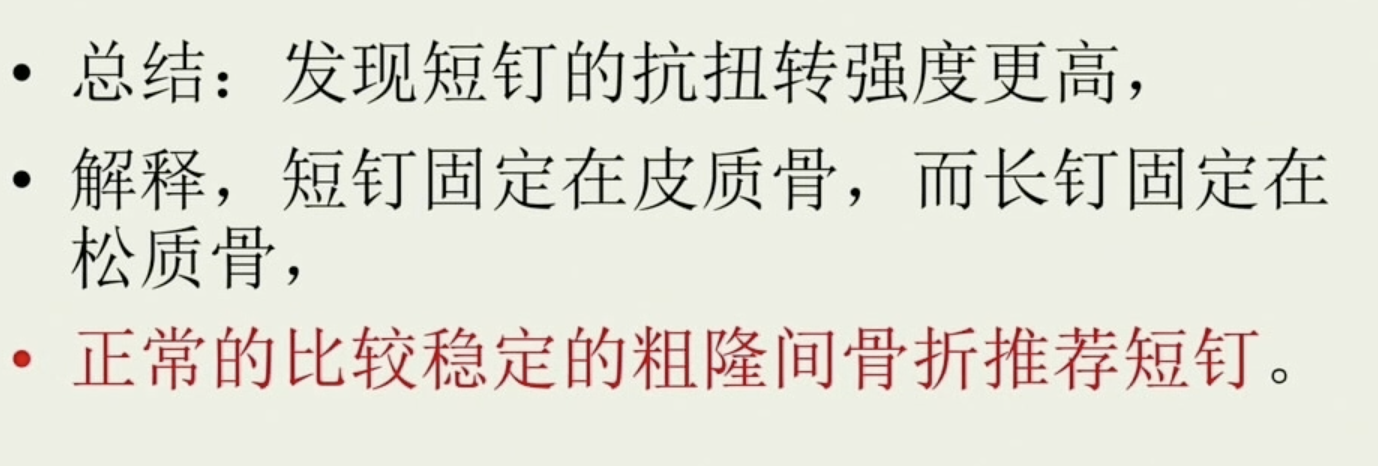 • 总结：发现短钉的抗扭转强度更高，
• 解释，短钉固定在皮质骨，而长钉固定在
松质骨，
• 正常的比较稳定的粗隆间骨折推荐短钉。